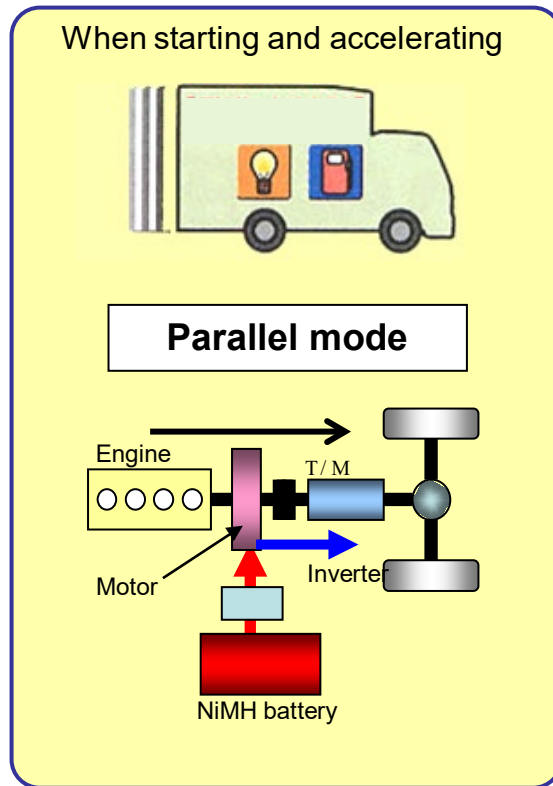 When starting and accelerating
Parallel mode
Engine
T / M
Motor
Inverter
NiMH battery